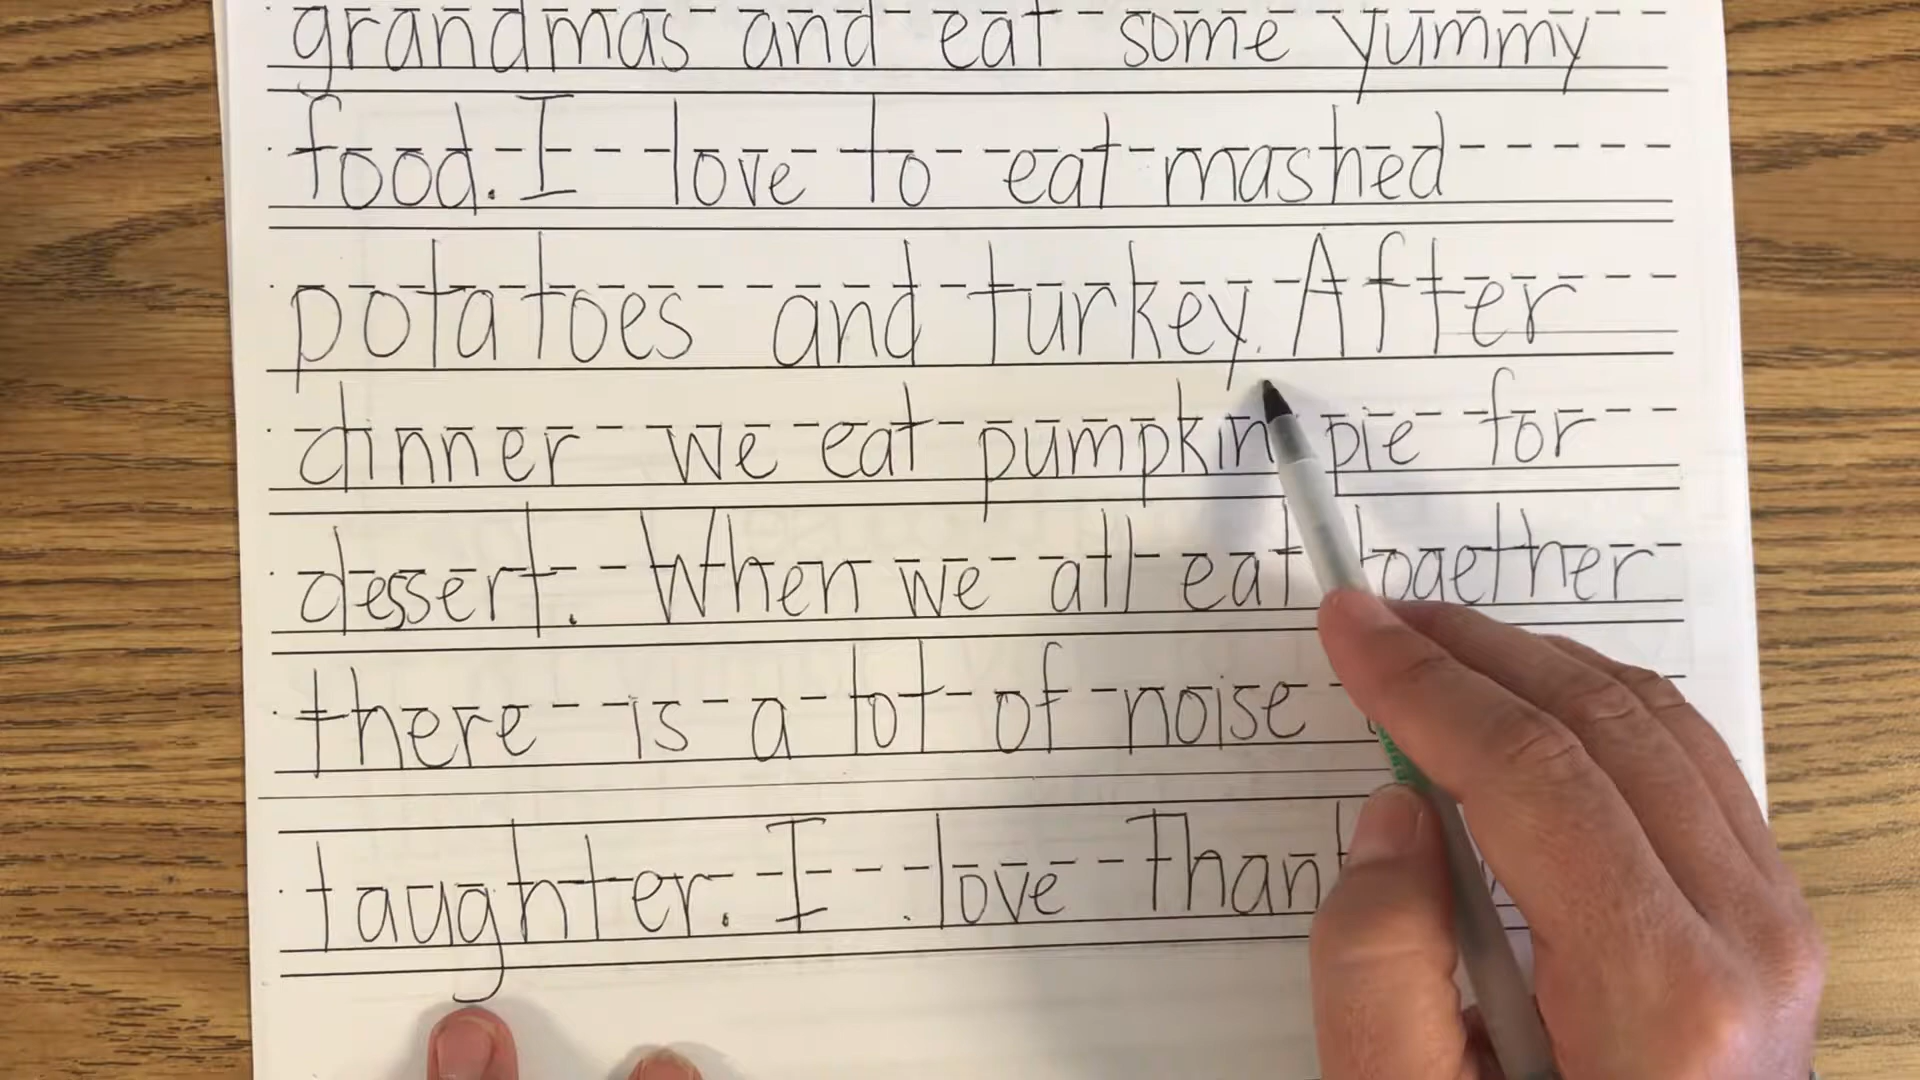 grandmas and eat some yummy
food. I love to eat mashed
potatoes and turkey. After
dinner we eat pumpkin pie for
dessert. When we all eat together
there is a lot of noise
laughter. I love